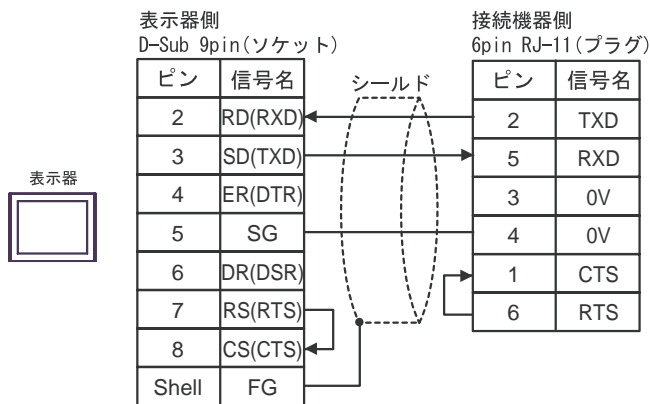 表示器側
D-Sub 9pin(ソケット)
接続機器側
6pin RJ-11(プラグ)
表示器
シールド
ピン 信号名
2 RD(RXD)
3 SD(TXD)
4 ER(DTR)
5 SG
6 DR(DSR)
7 RS(RTS)
8 CS(CTS)
Shell FG
ピン 信号名
2 TXD
5 RXD
3 0V
4 0V
1 CTS
6 RTS